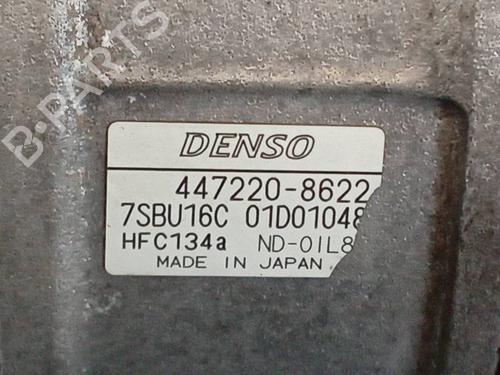 B-PARTS
DENSO
447220-8622
7SBU16C 01D01048
HFC134a ND-OIL8
MADE IN JAPAN